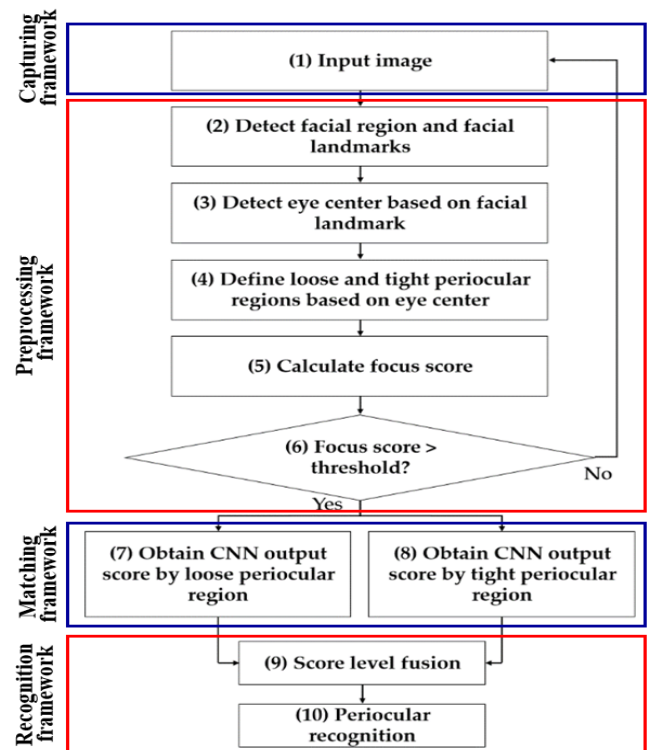 Capturing
framework
(1) Input image
Preprocessing
framework
(2) Detect facial region and facial
landmarks
(3) Detect eye center based on facial
landmark
(4) Define loose and tight periocular
regions based on eye center
(5) Calculate focus score
(6) Focus score >
threshold?
No
Yes
Matching
framework
(7) Obtain CNN output
score by loose periocular
region
(8) Obtain CNN output
score by tight periocular
region
Recognition
framework
(9) Score level fusion
(10) Periocular
recognition